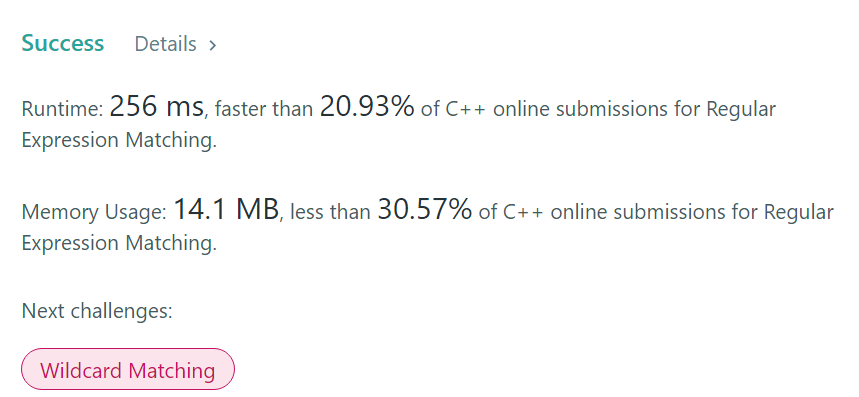 Success Details >
Runtime: 256 ms, faster than 20.93% of C++ online submissions for Regular
Expression Matching.
Memory Usage: 14.1 MB, less than 30.57% of C++ online submissions for Regular
Expression Matching.
Next challenges:
Wildcard Matching